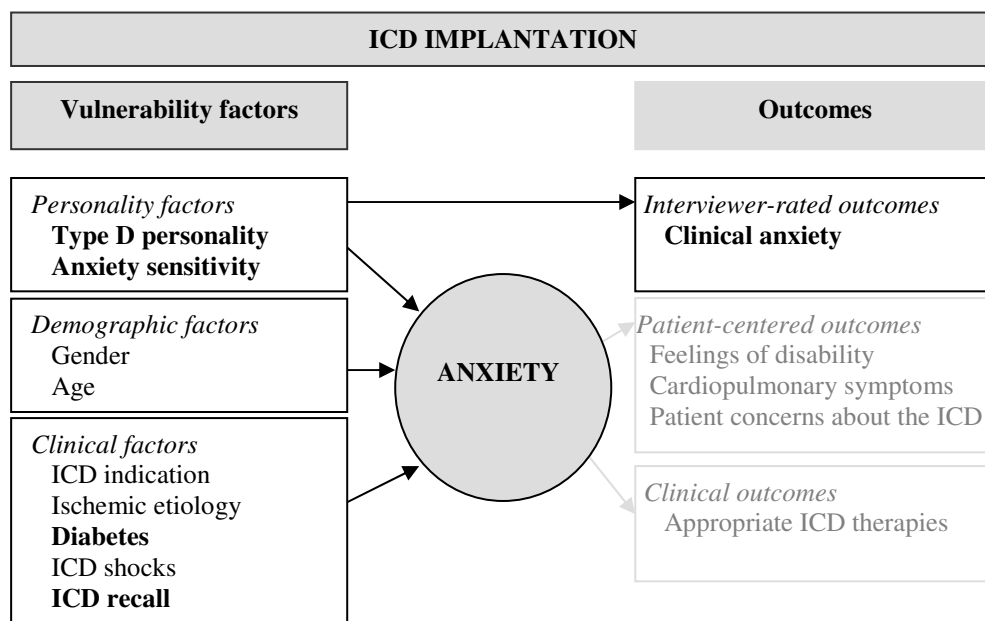 ICD IMPLANTATION
Vulnerability factors
Outcomes
Personality factors
Type D personality
Anxiety sensitivity
Interviewer-rated outcomes
Clinical anxiety
Demographic factors
Gender
Age
ANXIETY
Patient-centered outcomes
Feelings of disability
Cardiopulmonary symptoms
Patient concerns about the ICD
Clinical factors
ICD indication
Ischemic etiology
Diabetes
ICD shocks
ICD recall
Clinical outcomes
Appropriate ICD therapies